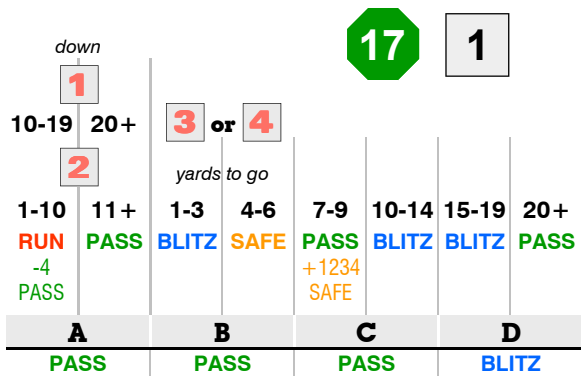 17 1
down
1
10-19 20+ 3 or 4
2 yards to go
1-10 11+ 1-3 4-6 7-9 10-14 15-19 20+
RUN PASS BLITZ SAFE PASS BLITZ BLITZ PASS
-4 +1234
PASS SAFE
A B C D
PASS PASS PASS BLITZ